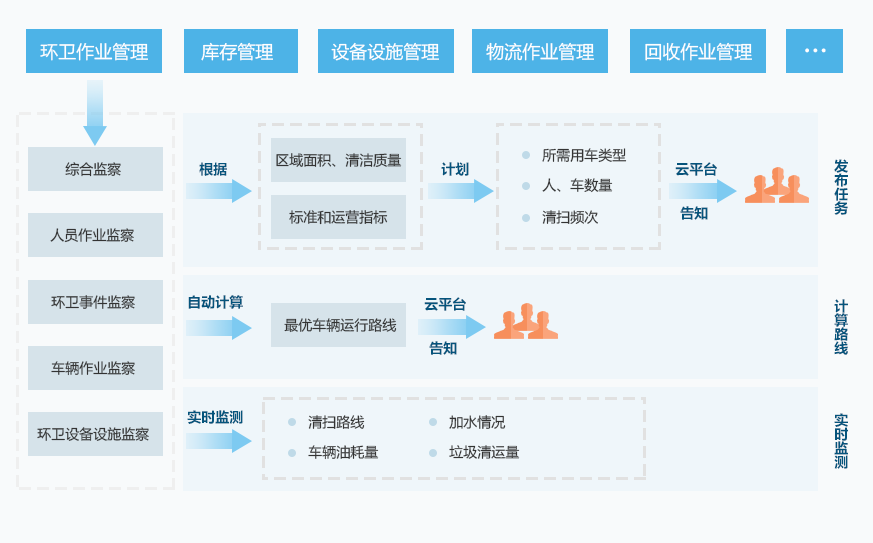 环卫作业管理
库存管理
设备设施管理
物流作业管理
回收作业管理
···
综合监察
人员作业监察
环卫事件监察
车辆作业监察
环卫设备设施监察
根据
区域面积、清洁质量
标准和运营指标
计划
所需用车类型
人、车数量
清扫频次
云平台
告知
发布任务
自动计算
最优车辆运行路线
云平台
告知
计算路线
实时监测
清扫路线
加水情况
车辆油耗量
垃圾清运量
实时监测